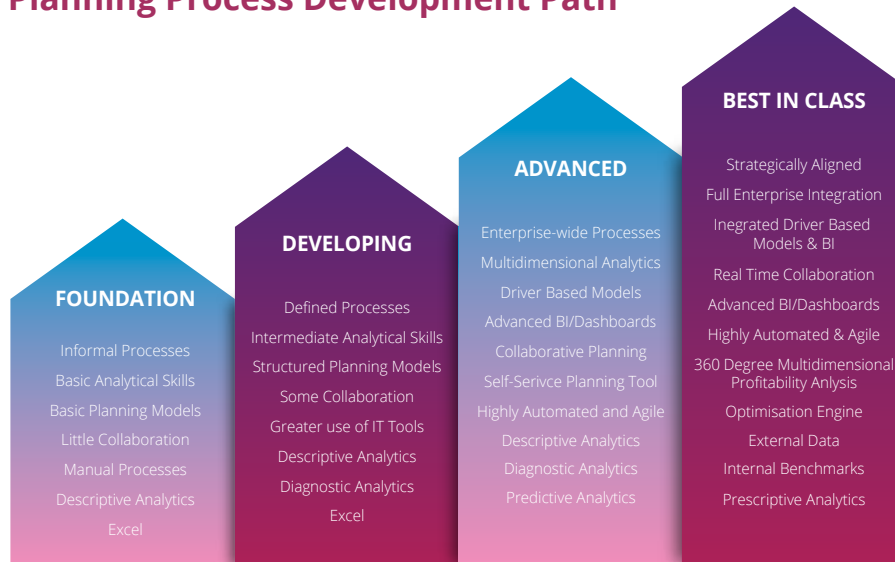 Planning Process Development Path
FOUNDATION
Informal Processes
Basic Analytical Skills
Basic Planning Models
Little Collaboration
Manual Processes
Descriptive Analytics
Excel
DEVELOPING
Defined Processes
Intermediate Analytical Skills
Structured Planning Models
Some Collaboration
Greater use of IT Tools
Descriptive Analytics
Diagnostic Analytics
Excel
ADVANCED
Enterprise-wide Processes
Multidimensional Analytics
Driver Based Models
Advanced BI/Dashboards
Collaborative Planning
Self-Serivce Planning Tool
Highly Automated and Agile
Descriptive Analytics
Diagnostic Analytics
Predictive Analytics
BEST IN CLASS
Strategically Aligned
Full Enterprise Integration
Inegrated Driver Based
Models & BI
Real Time Collaboration
Advanced BI/Dashboards
Highly Automated & Agile
360 Degree Multidimensional
Profitability Anlysis
Optimisation Engine
External Data
Internal Benchmarks
Prescriptive Analytics